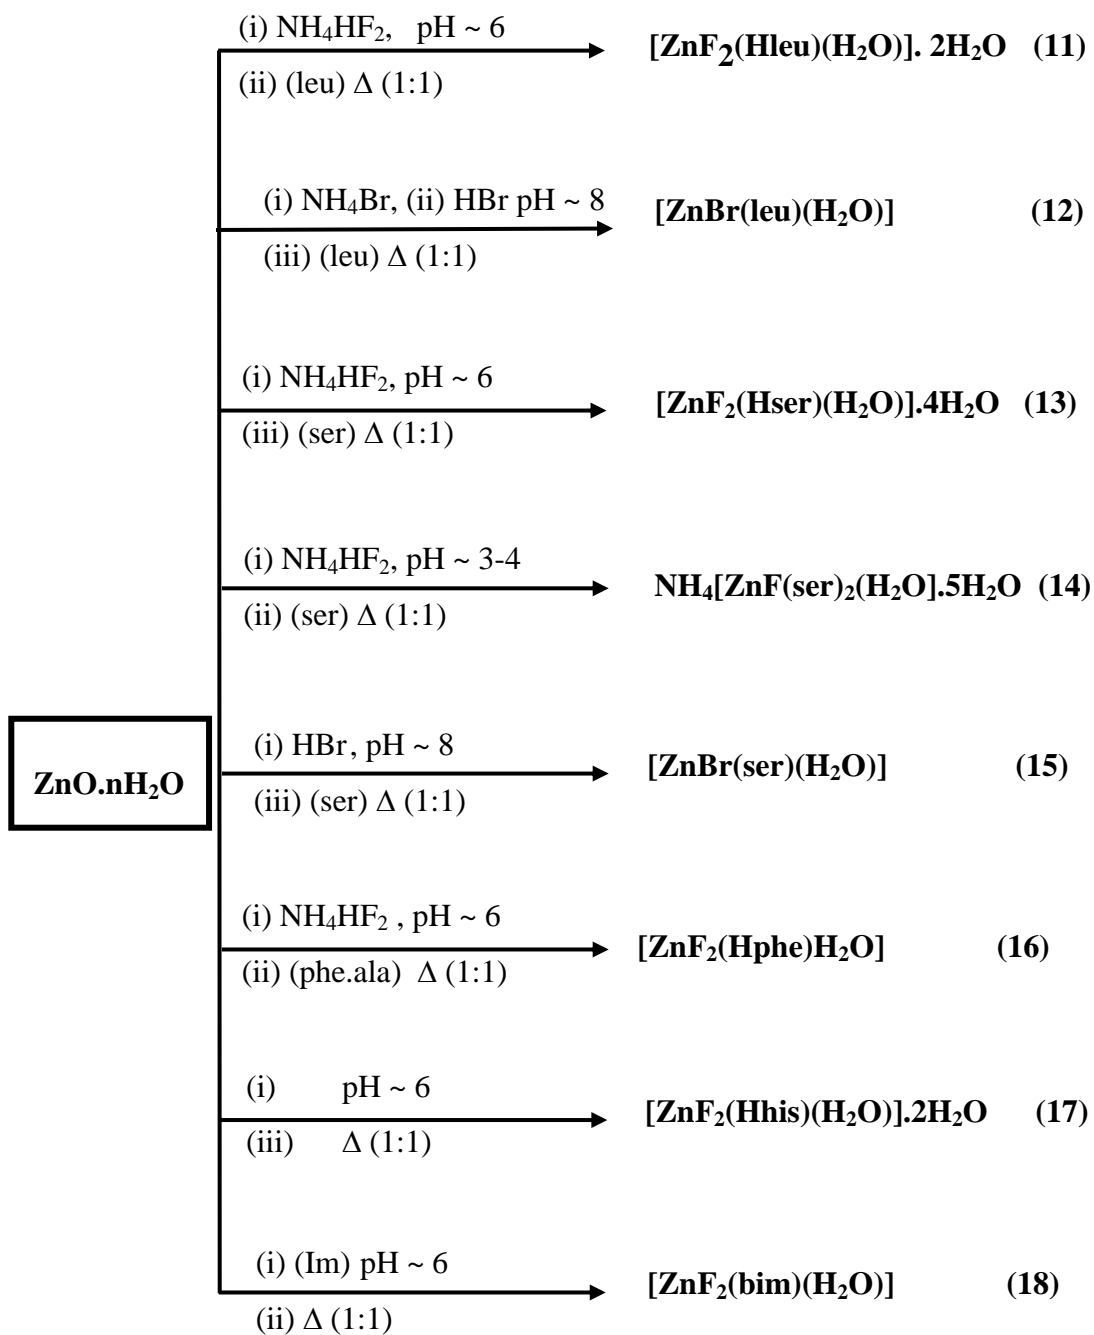 (i) NH₄HF₂, pH ~ 6
[ZnF₂(Hleu)(H₂O)]. 2H₂O (11)
(ii) (leu) Δ (1:1)
(i) NH₄Br, (ii) HBr pH ~ 8
[ZnBr(leu)(H₂O)] (12)
(iii) (leu) Δ (1:1)
(i) NH₄HF₂, pH ~ 6
[ZnF₂(Hser)(H₂O)].4H₂O (13)
(iii) (ser) Δ (1:1)
(i) NH₄HF₂, pH ~ 3-4
NH₄[ZnF(ser)₂(H₂O].5H₂O (14)
(ii) (ser) Δ (1:1)
(i) HBr, pH ~ 8
[ZnBr(ser)(H₂O)] (15)
ZnO.nH₂O
(iii) (ser) Δ (1:1)
(i) NH₄HF₂ , pH ~ 6
[ZnF₂(Hphe)H₂O] (16)
(ii) (phe.ala) Δ (1:1)
(i) pH ~ 6
[ZnF₂(Hhis)(H₂O)].2H₂O (17)
(iii) Δ (1:1)
(i) (Im) pH ~ 6
[ZnF₂(bim)(H₂O)] (18)
(ii) Δ (1:1)